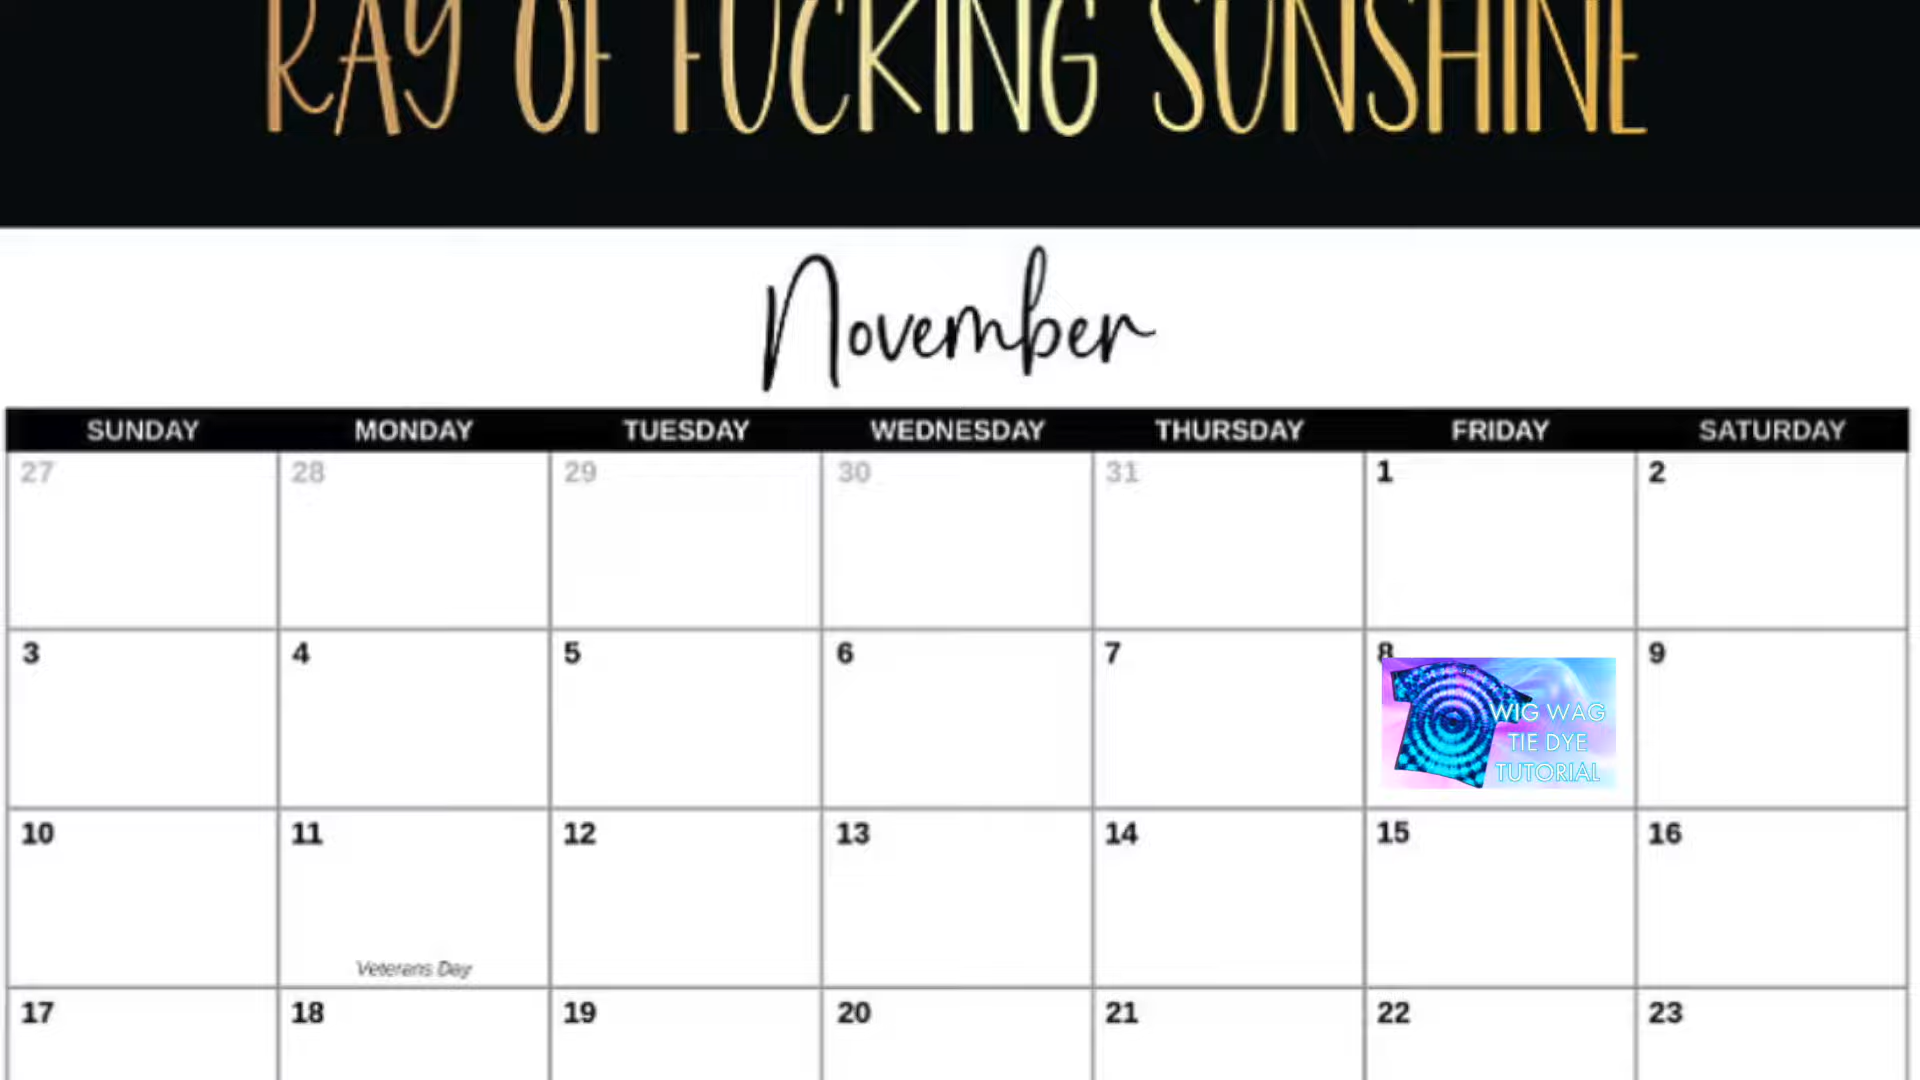 RAY OF FUCKING SUNSHINE
November
SUNDAY MONDAY TUESDAY WEDNESDAY THURSDAY FRIDAY SATURDAY
27 28 29 30 31 1 2
3 4 5 6 7 8 9
WIG WAG
TIE DYE
TUTORIAL
10 11 12 13 14 15 16
Veterans Day
17 18 19 20 21 22 23